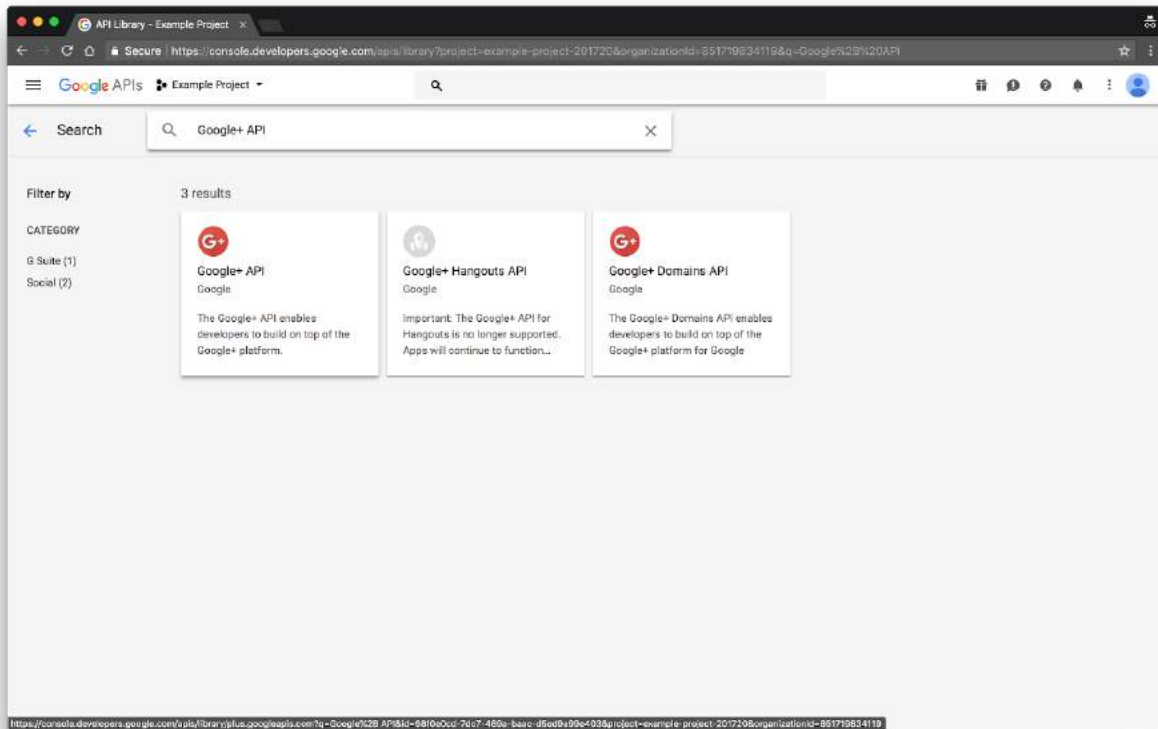 API Library - Example Project
Secure https://console.developers.google.com/apis/library?project=example-project-201720&organizationId=851719834119&q=Google%2B%20API
Google APIs Example Project
Search Google+ API
Filter by
3 results
CATEGORY
G Suite (1)
Social (2)
G+
Google+ API
Google
The Google+ API enables
developers to build on top of the
Google+ platform.
Google+ Hangouts API
Google
Important: The Google+ API for
Hangouts is no longer supported.
Apps will continue to function...
G+
Google+ Domains API
Google
The Google+ Domains API enables
developers to build on top of the
Google+ platform for Google